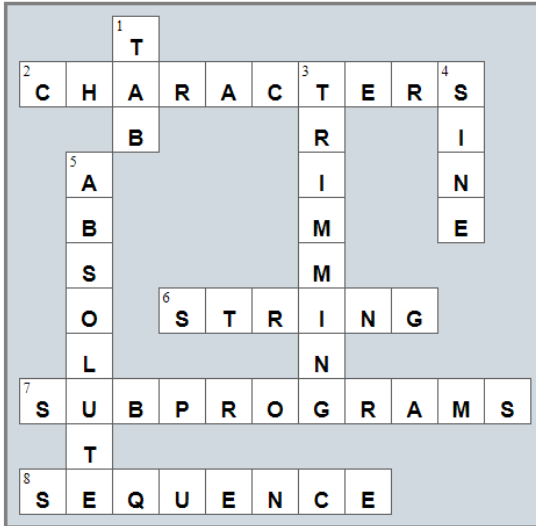 1 T
2 C H A R A C 3 T E R 4 S
B R I
5 A I N
B M E
S M
O 6 S T R I N G
L N
7 S U B P R O G R A M S
T
8 S E Q U E N C E